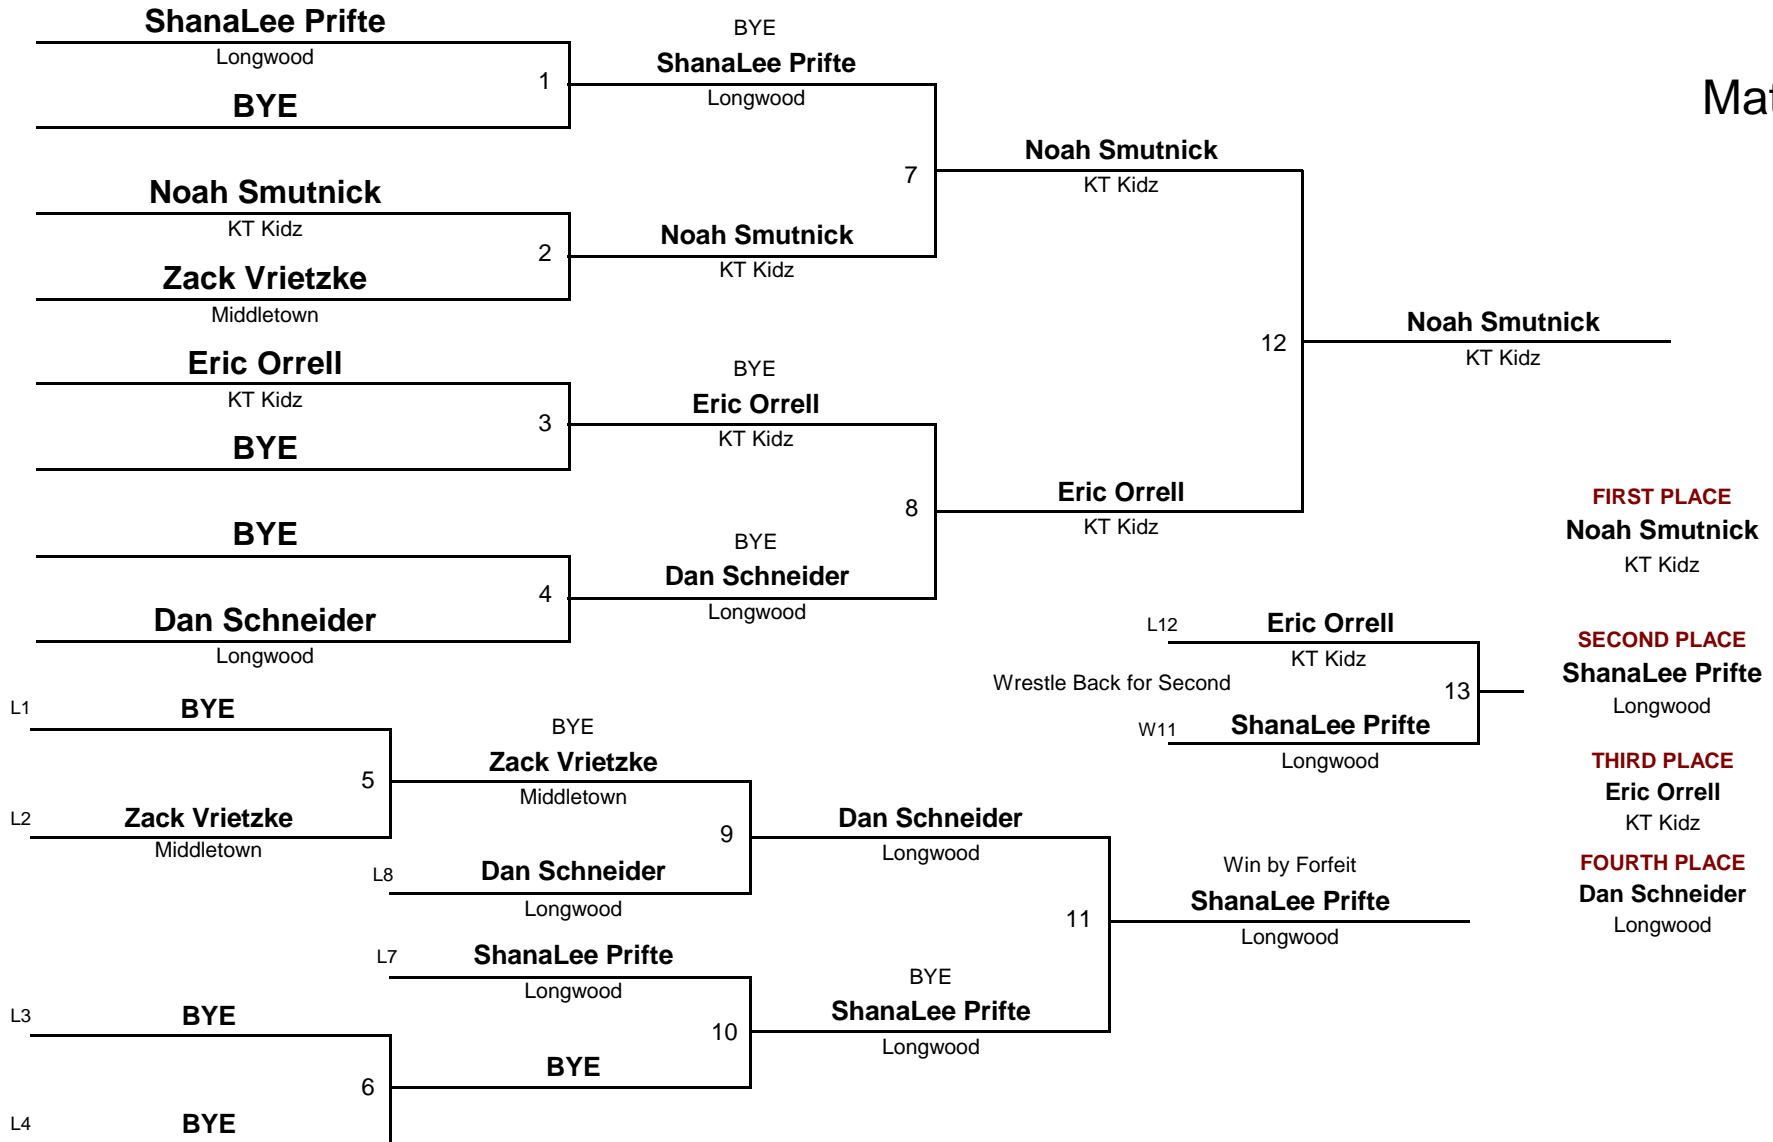 ShanaLee Prifte
Longwood
1
BYE
BYE
ShanaLee Prifte
Longwood
Noah Smutnick
KT Kidz
2
Zack Vrietzke
Middletown
7
Noah Smutnick
KT Kidz
Noah Smutnick
KT Kidz
Eric Orrell
KT Kidz
3
BYE
BYE
Eric Orrell
KT Kidz
BYE
4
Dan Schneider
Longwood
8
BYE
Dan Schneider
Longwood
Eric Orrell
KT Kidz
12
Noah Smutnick
KT Kidz
FIRST PLACE
Noah Smutnick
KT Kidz
L12
Eric Orrell
KT Kidz
Wrestle Back for Second
13
W11
ShanaLee Prifte
Longwood
SECOND PLACE
ShanaLee Prifte
Longwood
THIRD PLACE
Eric Orrell
KT Kidz
FOURTH PLACE
Dan Schneider
Longwood
L1
BYE
5
L2
Zack Vrietzke
Middletown
BYE
Zack Vrietzke
Middletown
9
L8
Dan Schneider
Longwood
Dan Schneider
Longwood
L7
ShanaLee Prifte
Longwood
10
BYE
L3
BYE
6
L4
BYE
11
BYE
ShanaLee Prifte
Longwood
Win by Forfeit
ShanaLee Prifte
Longwood